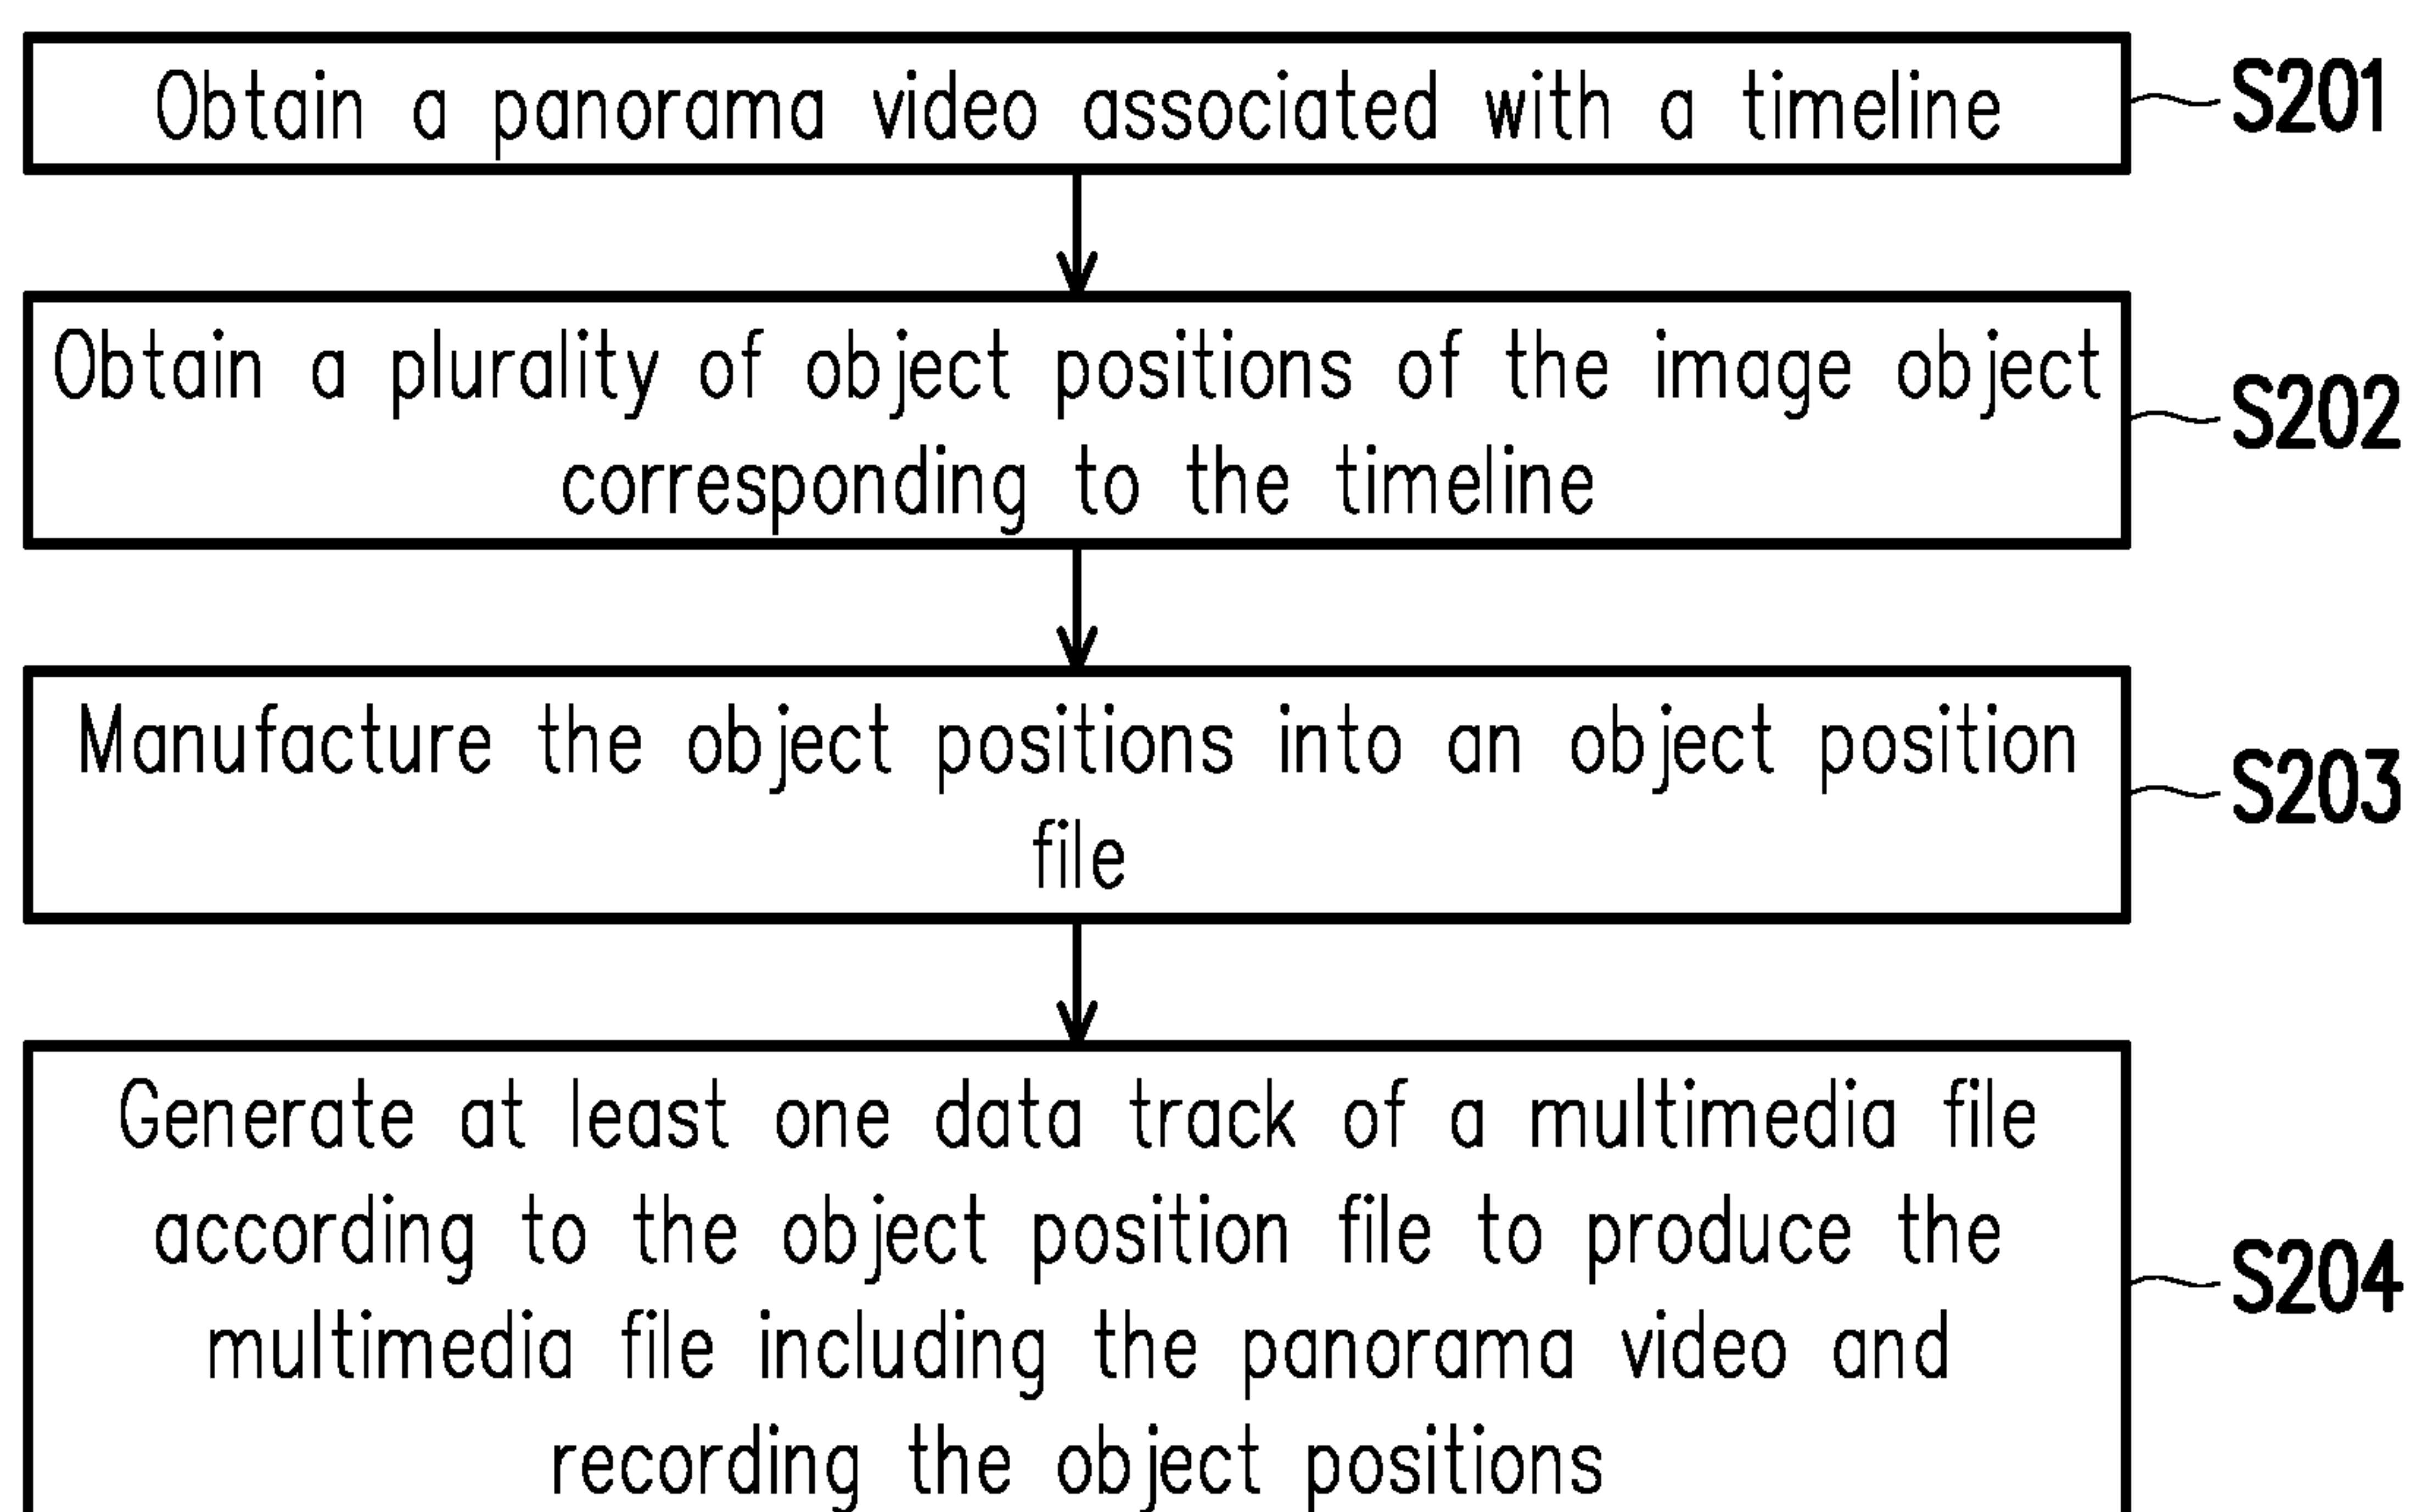 Obtain a panorama video associated with a timeline
S201
Obtain a plurality of object positions of the image object
corresponding to the timeline
S202
Manufacture the object positions into an object position
file
S203
Generate at least one data track of a multimedia file
according to the object position file to produce the
multimedia file including the panorama video and
recording the object positions
S204